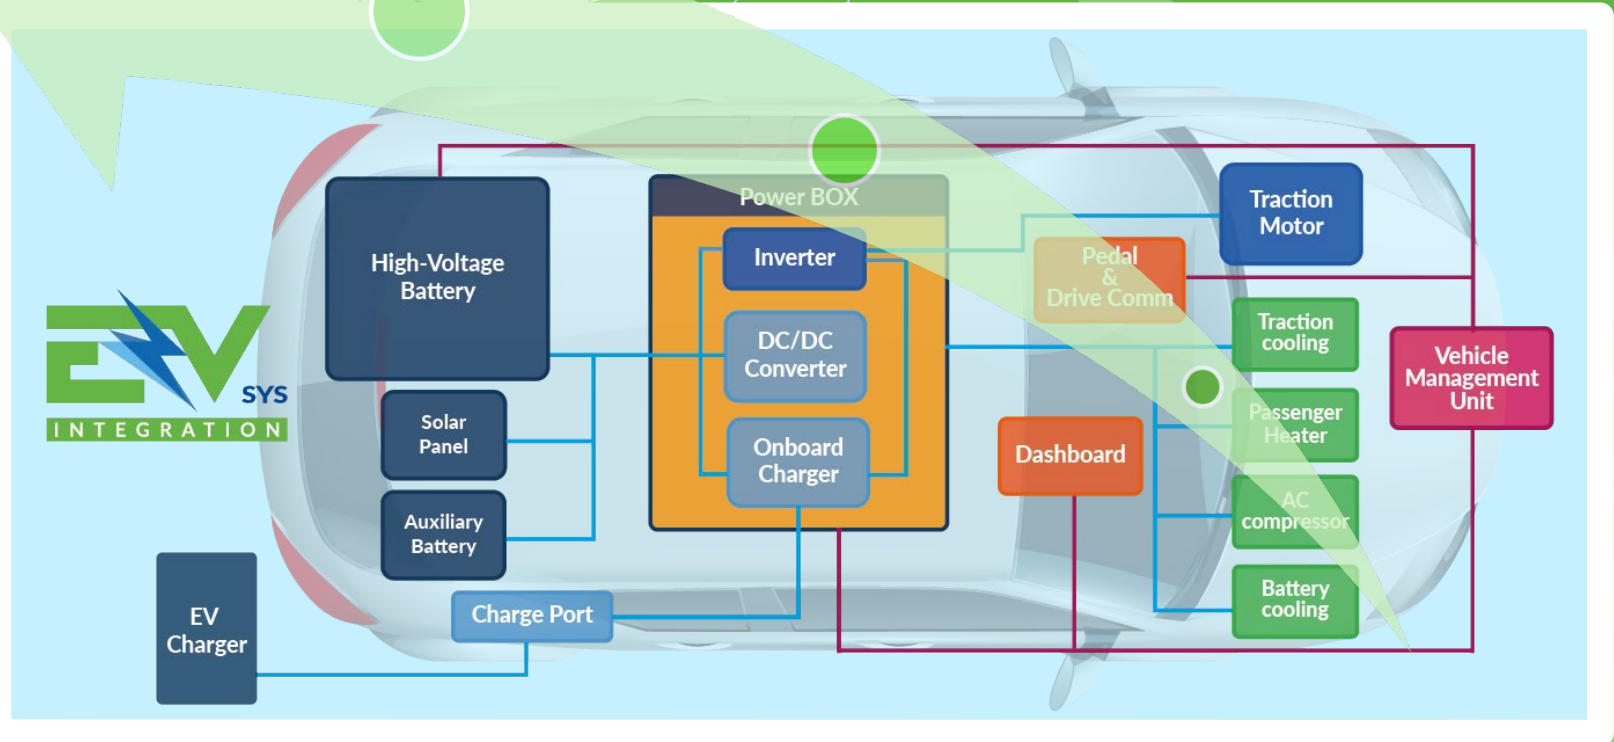 Power BOX
High-Voltage
Battery
Inverter
Traction
Motor
Pedal
&
Drive Comm
DC/DC
Converter
Traction
cooling
Vehicle
Management
Unit
EV
SYS
INTEGRATION
Solar
Panel
Onboard
Charger
Dashboard
Passenger
Heater
Auxiliary
Battery
AC
compressor
EV
Charger
Charge Port
Battery
cooling